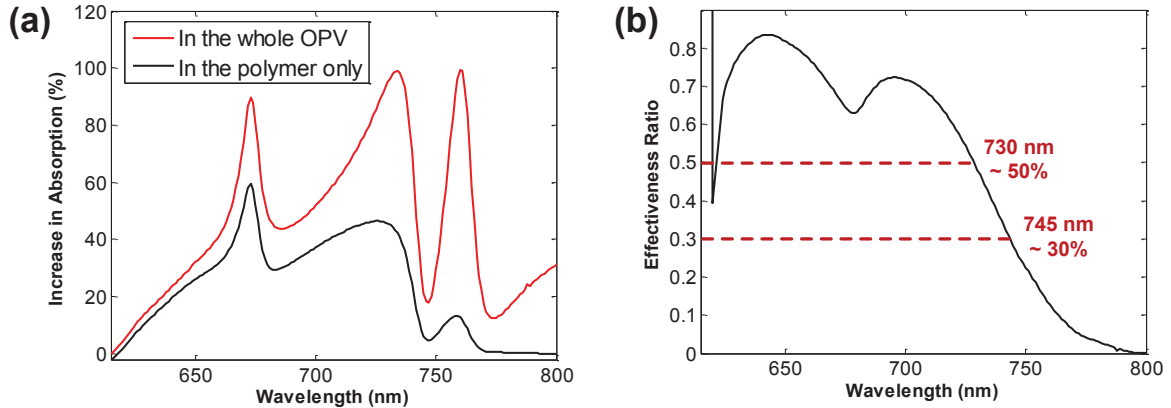 (a)
Increase in Absorption (%)
120
100
80
60
40
20
0
In the whole OPV
In the polymer only
650
700
750
800
Wavelength (nm)
(b)
Effectiveness Ratio
0.8
0.7
0.6
0.5
0.4
0.3
0.2
0.1
0
730 nm
~ 50%
745 nm
~ 30%
650
700
750
800
Wavelength (nm)